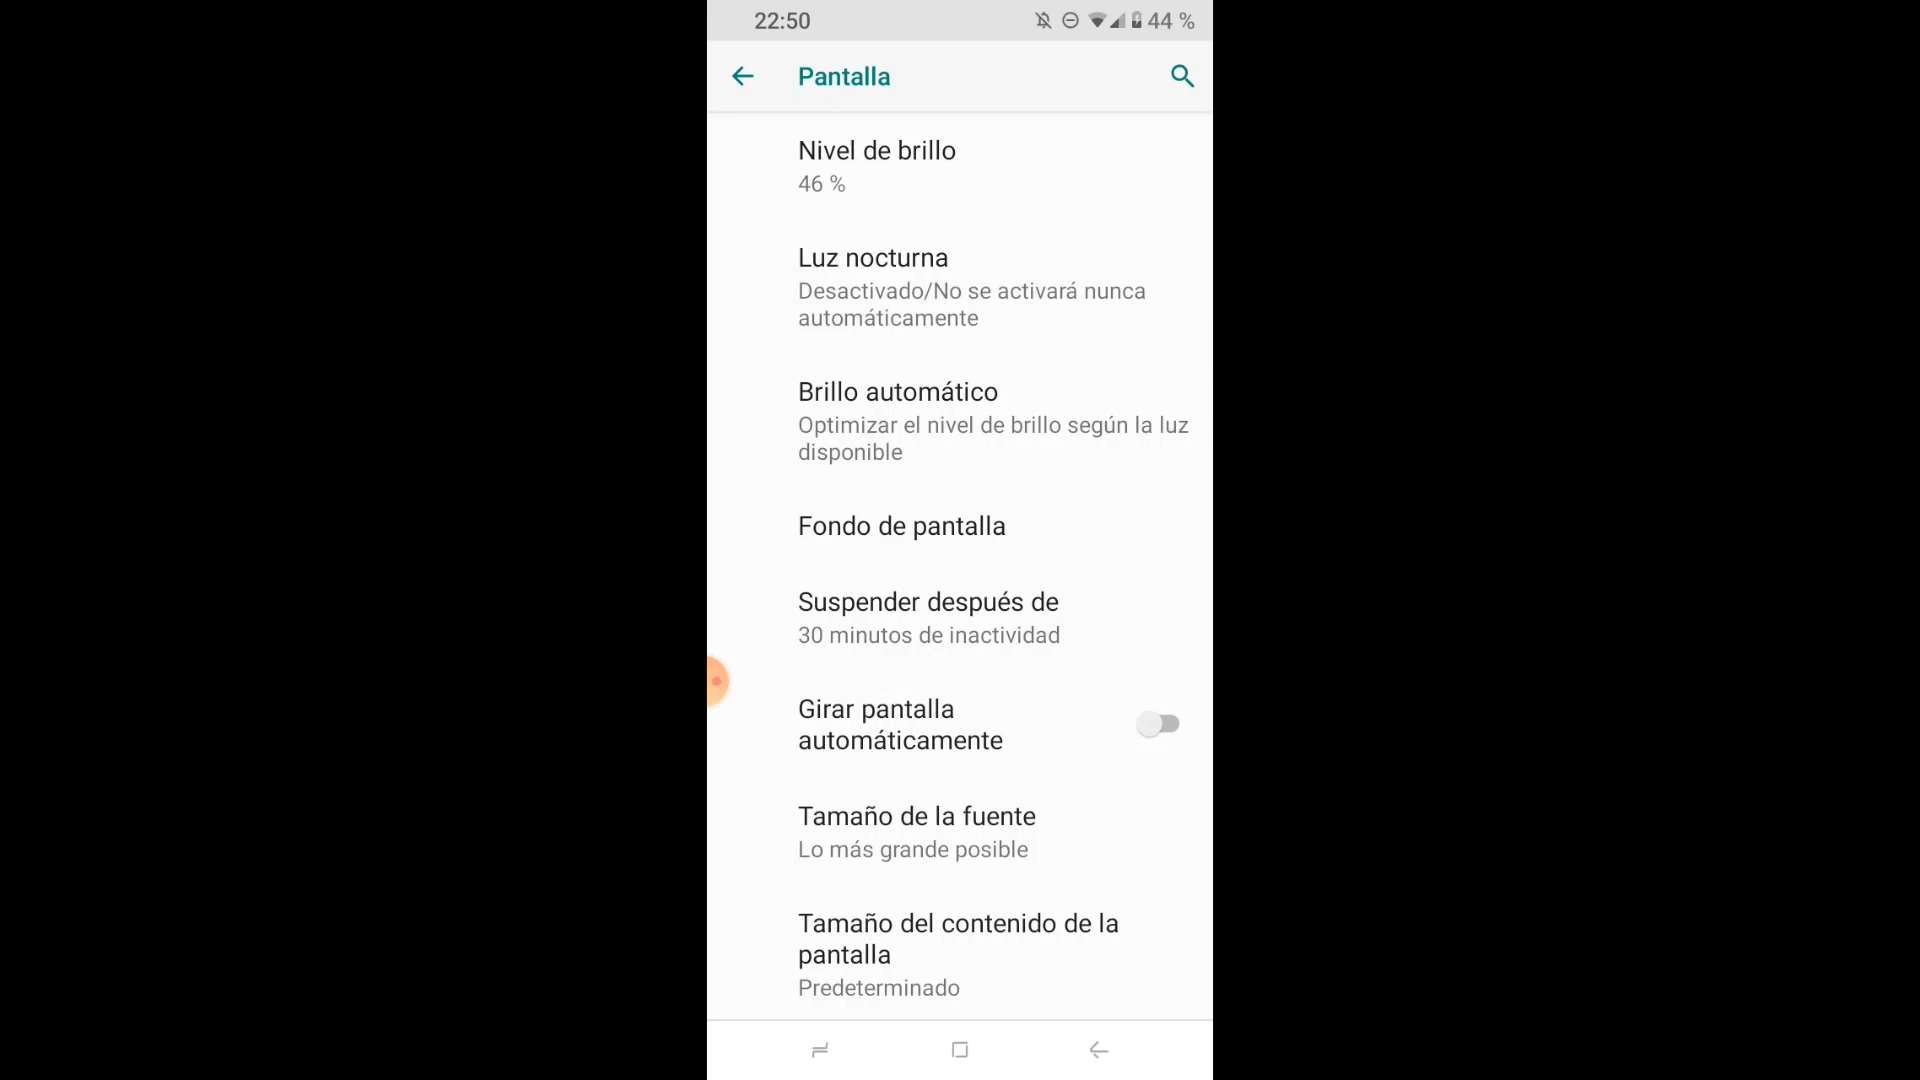 22:50
44 %
Pantalla
Nivel de brillo
46 %
Luz nocturna
Desactivado/No se activará nunca
automáticamente
Brillo automático
Optimizar el nivel de brillo según la luz
disponible
Fondo de pantalla
Suspender después de
30 minutos de inactividad
Girar pantalla
automáticamente
Tamaño de la fuente
Lo más grande posible
Tamaño del contenido de la
pantalla
Predeterminado